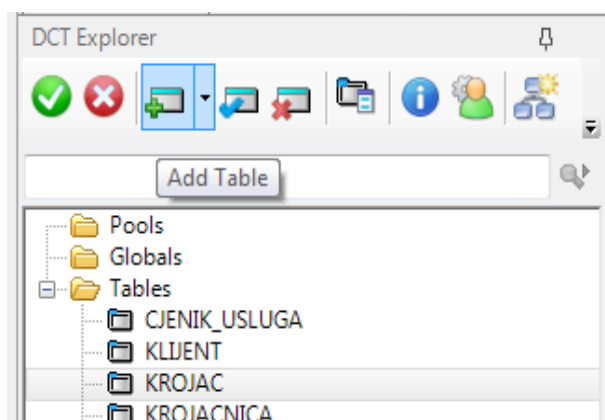 DCT Explorer
Add Table
Pools
Globals
Tables
CJENIK_USLUGA
KLIJENT
KROJAC
KROJACNICA